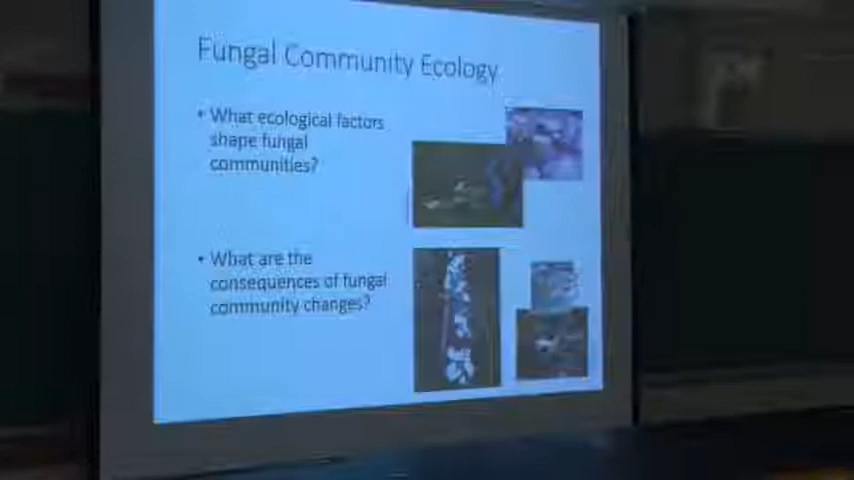 Fungal Community Ecology
• What ecological factors
shape fungal
communities?
• What are the
consequences of fungal
community changes?